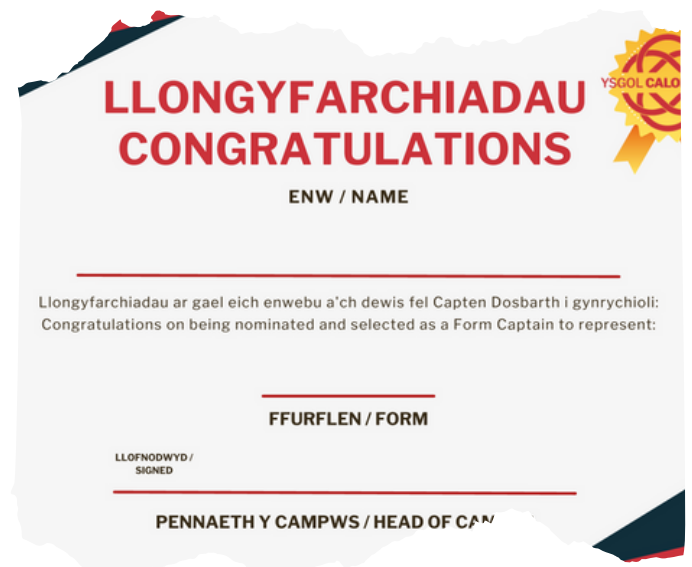 LLONGYFARCHIADAU
CONGRATULATIONS
YSGOL
ENW / NAME
Llongyfarchiadau ar gael eich enwebu a'ch dewis fel Capten Dosbarth i gynrychioli:
Congratulations on being nominated and selected as a Form Captain to represent:
FFURFLEN / FORM
LLOFNODWYD /
SIGNED
PENNAETH Y CAMPWS / HEAD OF